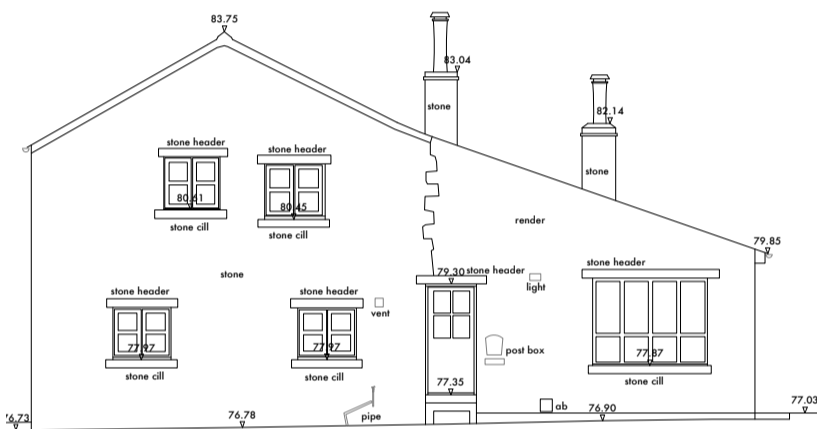 83.75
83.04
stone
82.14
stone header
stone header
stone
80.61
80.45
stone cill
stone cill
render
79.85
stone
79.30
stone header
stone header
stone header
stone header
light
vent
77.97
77.97
post box
77.87
stone cill
stone cill
stone cill
77.35
ab
pipe
76.73
76.78
76.90
77.03